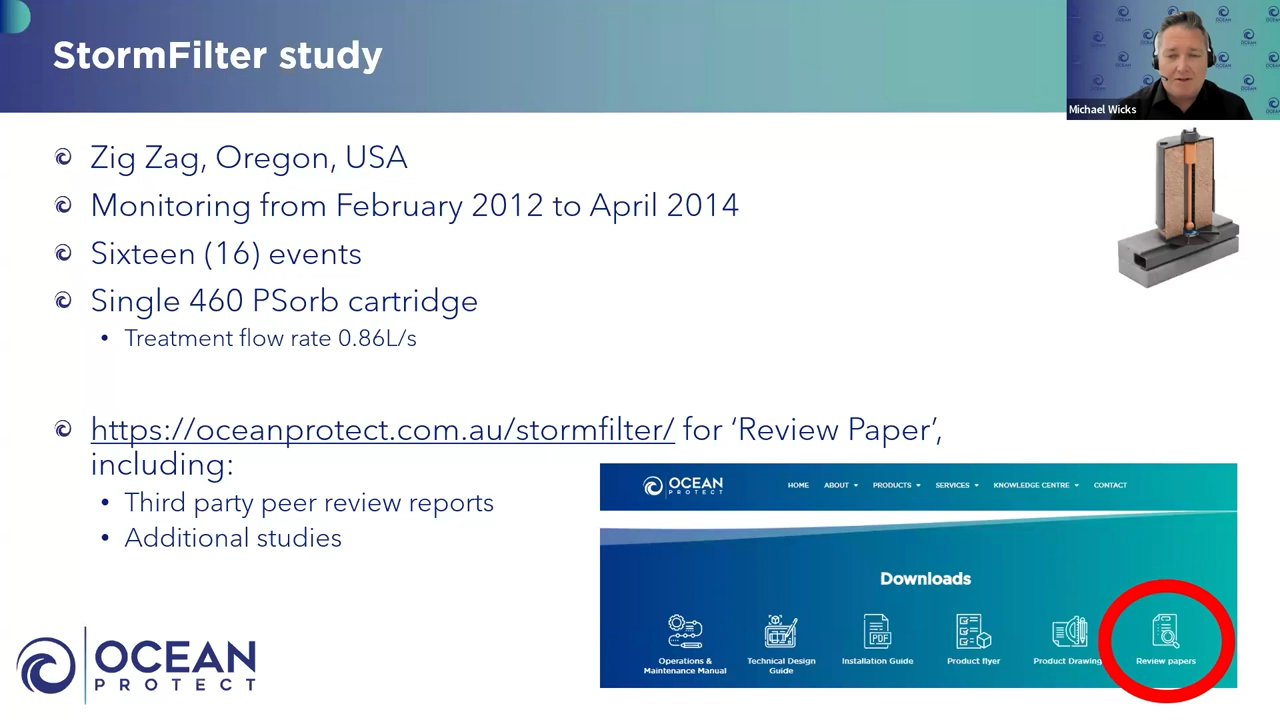 StormFilter study
Michael Wicks
Zig Zag, Oregon, USA
Monitoring from February 2012 to April 2014
Sixteen (16) events
Single 460 PSorb cartridge
Treatment flow rate 0.86L/s
https://oceanprotect.com.au/stormfilter/ for ‘Review Paper’,
including:
Third party peer review reports
Additional studies
OCEAN
PROTECT
HOME ABOUT PRODUCTS SERVICES KNOWLEDGE CENTRE CONTACT
Downloads
PDF
Operations &
Maintenance Manual
Technical Design
Guide
Installation Guide
Product flyer
Product Drawing
Review papers
OCEAN
PROTECT